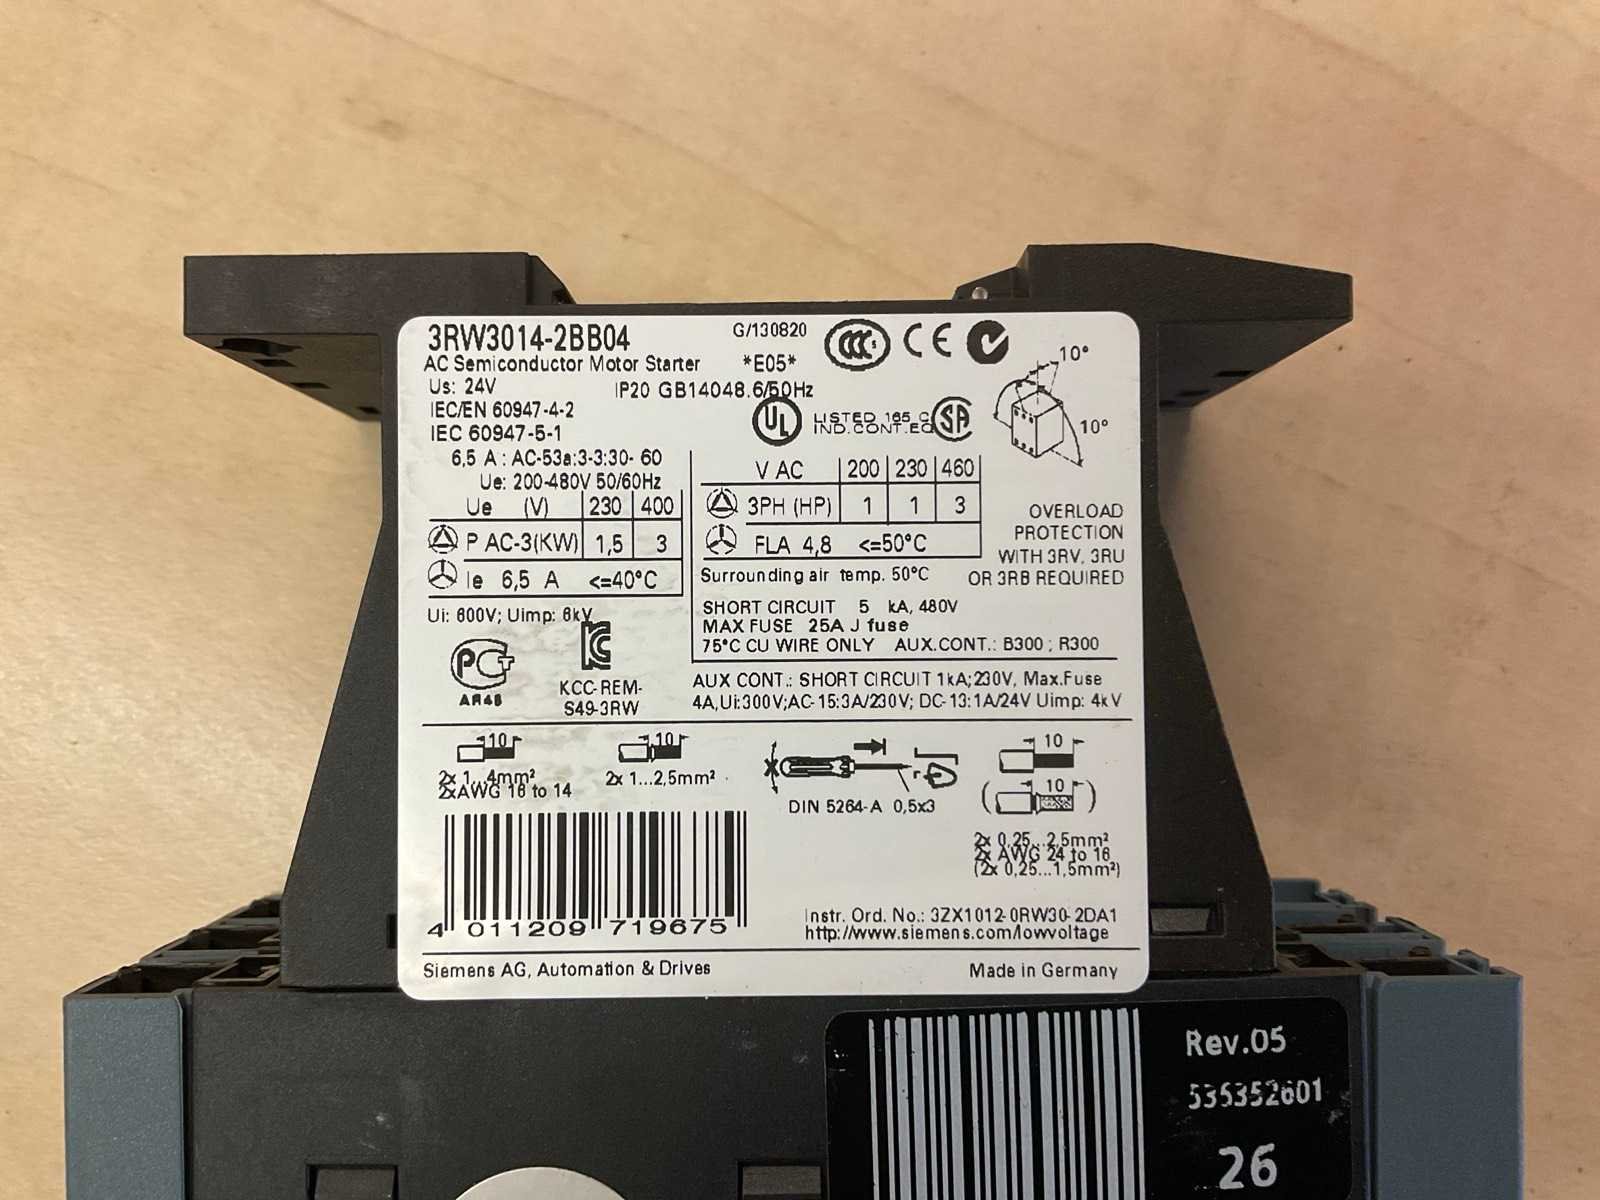 3RW3014-2BB04
G/130820
CCC S CE
AC Semiconductor Motor Starter *E05*
Us: 24V IP20 GB14048.6/50Hz
IEC/EN 60947-4-2
IEC 60947-5-1
UL LISTED 165 C SA
IND.CONT.EQ
10°
10°
6,5 A : AC-53a:3-3:30- 60
Ue: 200-480V 50/60Hz
Ue (V) 230 400
P AC-3(KW) 1,5 3
Ie 6,5 A <=40°C
Ui: 600V; Uimp: 6kV
V AC 200 230 460
3PH (HP) 1 1 3
FLA 4,8 <=50°C
Surrounding air temp. 50°C
OVERLOAD
PROTECTION
WITH 3RV, 3RU
OR 3RB REQUIRED
SHORT CIRCUIT 5 kA, 480V
MAX FUSE 25A J fuse
75°C CU WIRE ONLY AUX.CONT.: B300 ; R300
KCC-REM-
S49-3RW
AUX CONT.: SHORT CIRCUIT 1kA;230V, Max.Fuse
4A,Ui:300V;AC-15:3A/230V; DC-13:1A/24V Uimp: 4kV
10
2x 1...4mm²
2xAWG 16 to 14
10
2x 1...2,5mm²
DIN 5264-A 0,5x3
10
10
2x 0,25...2,5mm²
2x AWG 24 to 16
(2x 0,25...1,5mm²)
4 011209 719675
Instr. Ord. No.: 3ZX1012-0RW30-2DA1
http://www.siemens.com/lowvoltage
Siemens AG, Automation & Drives
Made in Germany
Rev.05
535352601
26